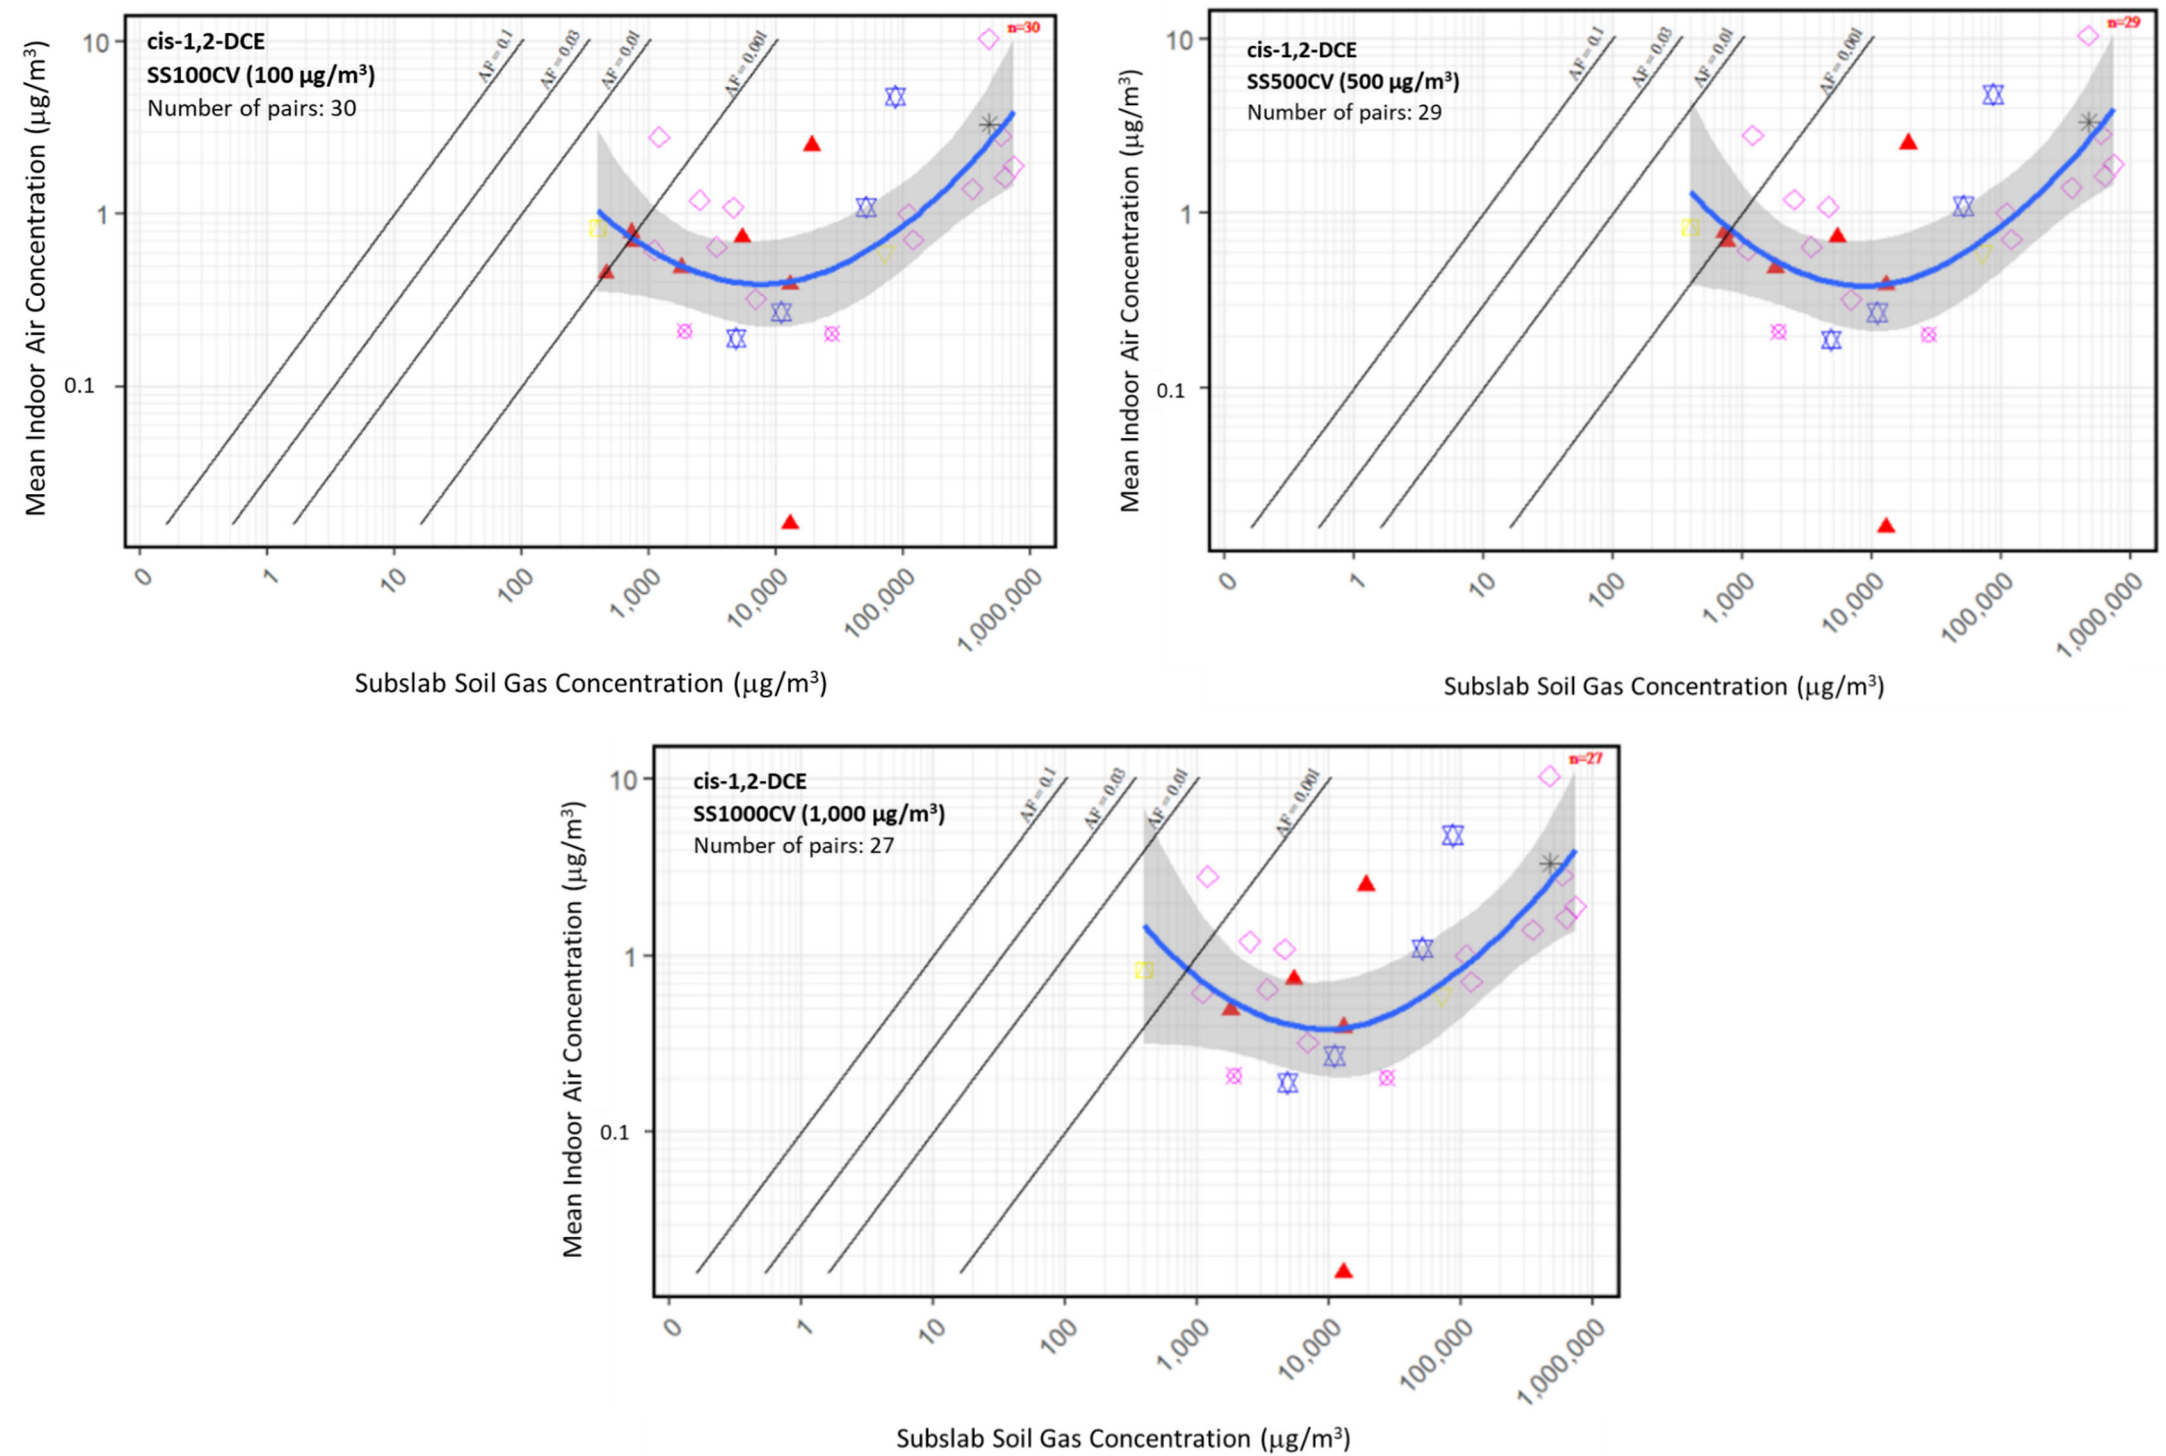 cis-1,2-DCE
SS100CV (100 µg/m³)
Number of pairs: 30
n=30
AF = 0.1
AF = 0.03
AF = 0.01
AF = 0.001
Mean Indoor Air Concentration (µg/m³)
10
1
0.1
0
1
10
100
1,000
10,000
100,000
1,000,000
Subslab Soil Gas Concentration (µg/m³)
cis-1,2-DCE
SS500CV (500 µg/m³)
Number of pairs: 29
n=29
AF = 0.1
AF = 0.03
AF = 0.01
AF = 0.001
Mean Indoor Air Concentration (µg/m³)
10
1
0.1
0
1
10
100
1,000
10,000
100,000
1,000,000
Subslab Soil Gas Concentration (µg/m³)
cis-1,2-DCE
SS1000CV (1,000 µg/m³)
Number of pairs: 27
n=27
AF = 0.1
AF = 0.03
AF = 0.01
AF = 0.001
Mean Indoor Air Concentration (µg/m³)
10
1
0.1
0
1
10
100
1,000
10,000
100,000
1,000,000
Subslab Soil Gas Concentration (µg/m³)